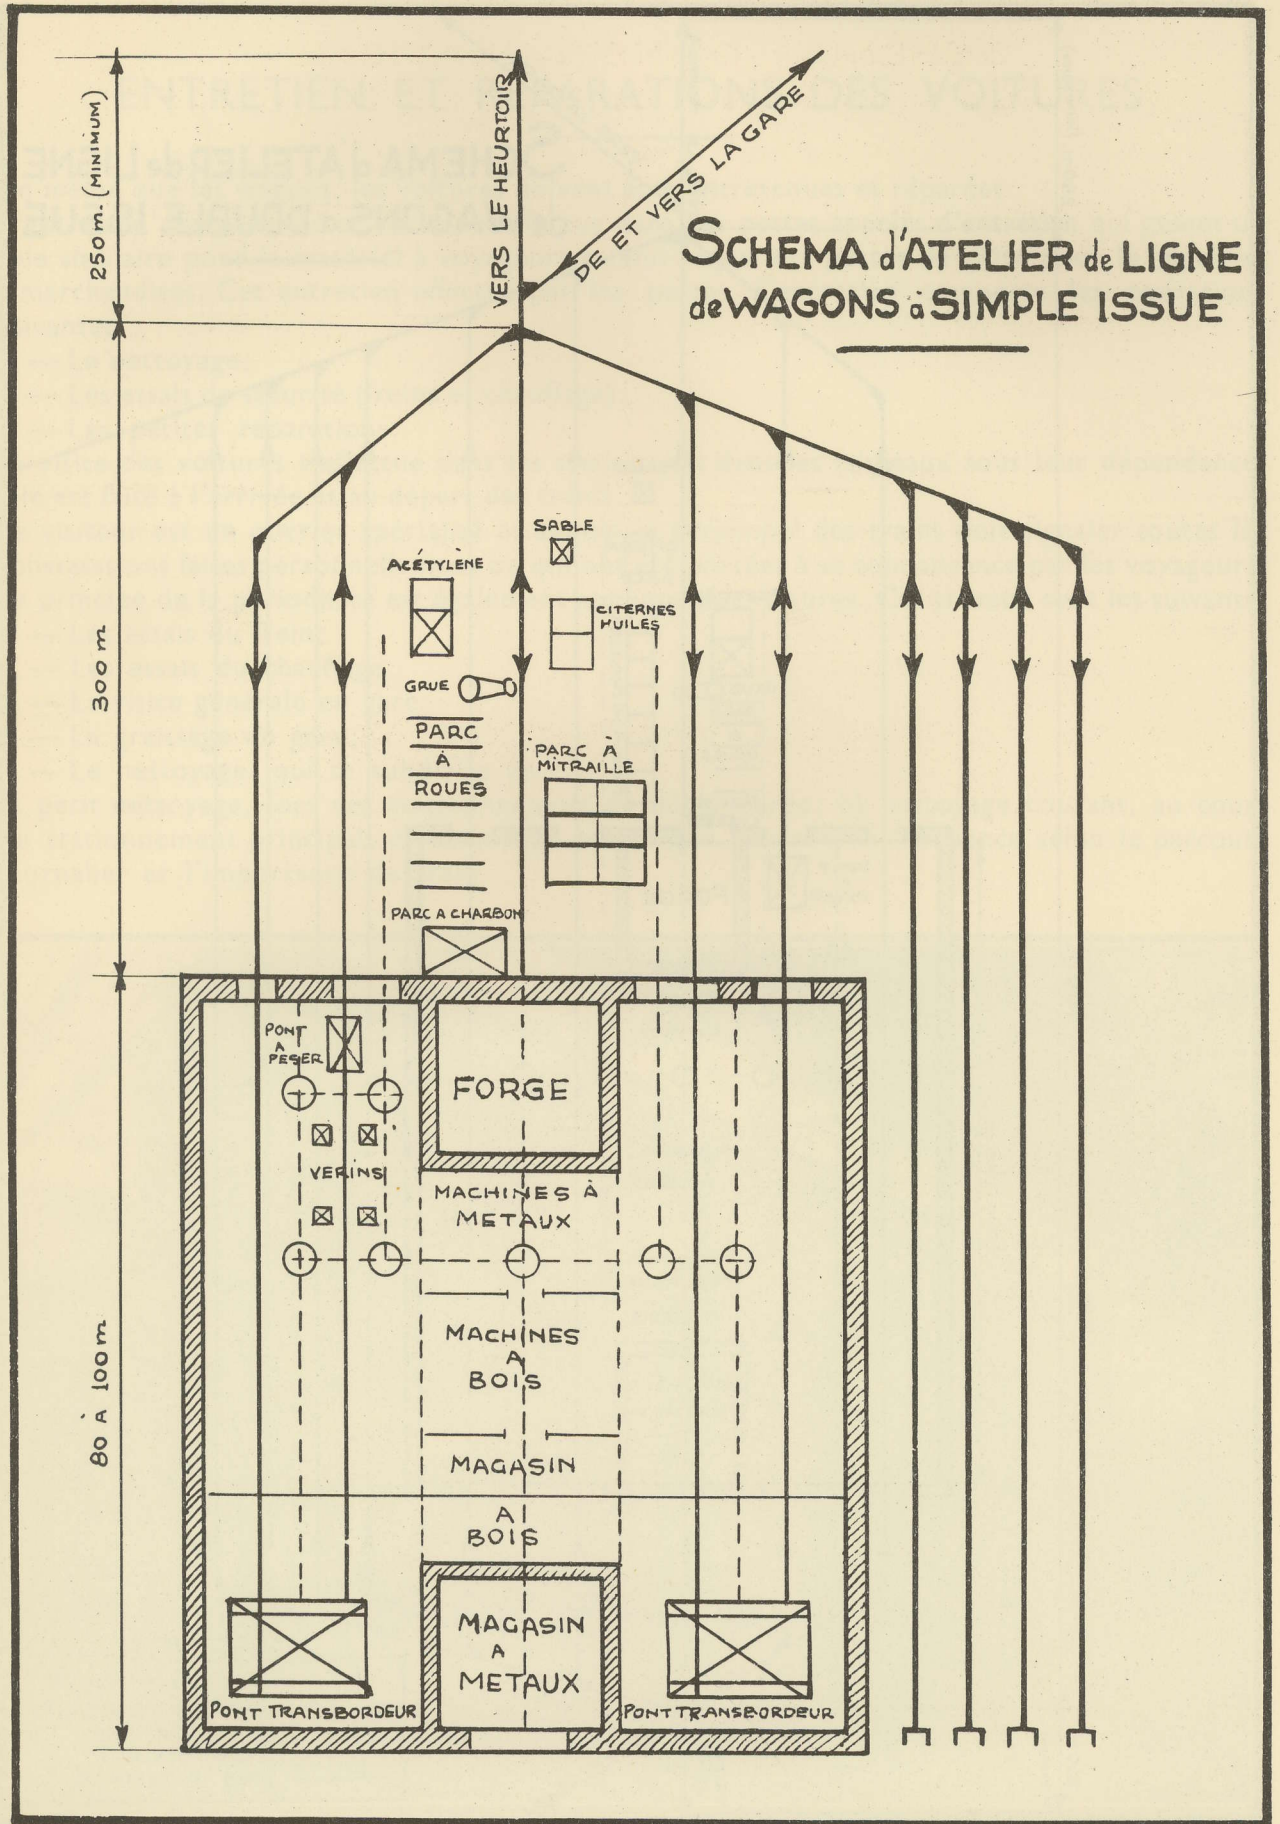 SCHEMA d'ATELIER de LIGNE
de WAGONS à SIMPLE ISSUE
250m. (MINIMUM)
VERS LE HEURTOIR
DE ET VERS LA GARE
300 m
SABLE
ACÉTYLÈNE
CITERNES
HUILES
GRUE
PARC
À
ROUES
PARC À
MITRAILLE
PARC A CHARBON
80 À 100 m
PONT
A
PESER
FORGE
VERINS
MACHINES À
METAUX
MACHINES
A
BOIS
MAGASIN
A
BOIS
MAGASIN
A
METAUX
PONT TRANSBORDEUR
PONT TRANSBORDEUR